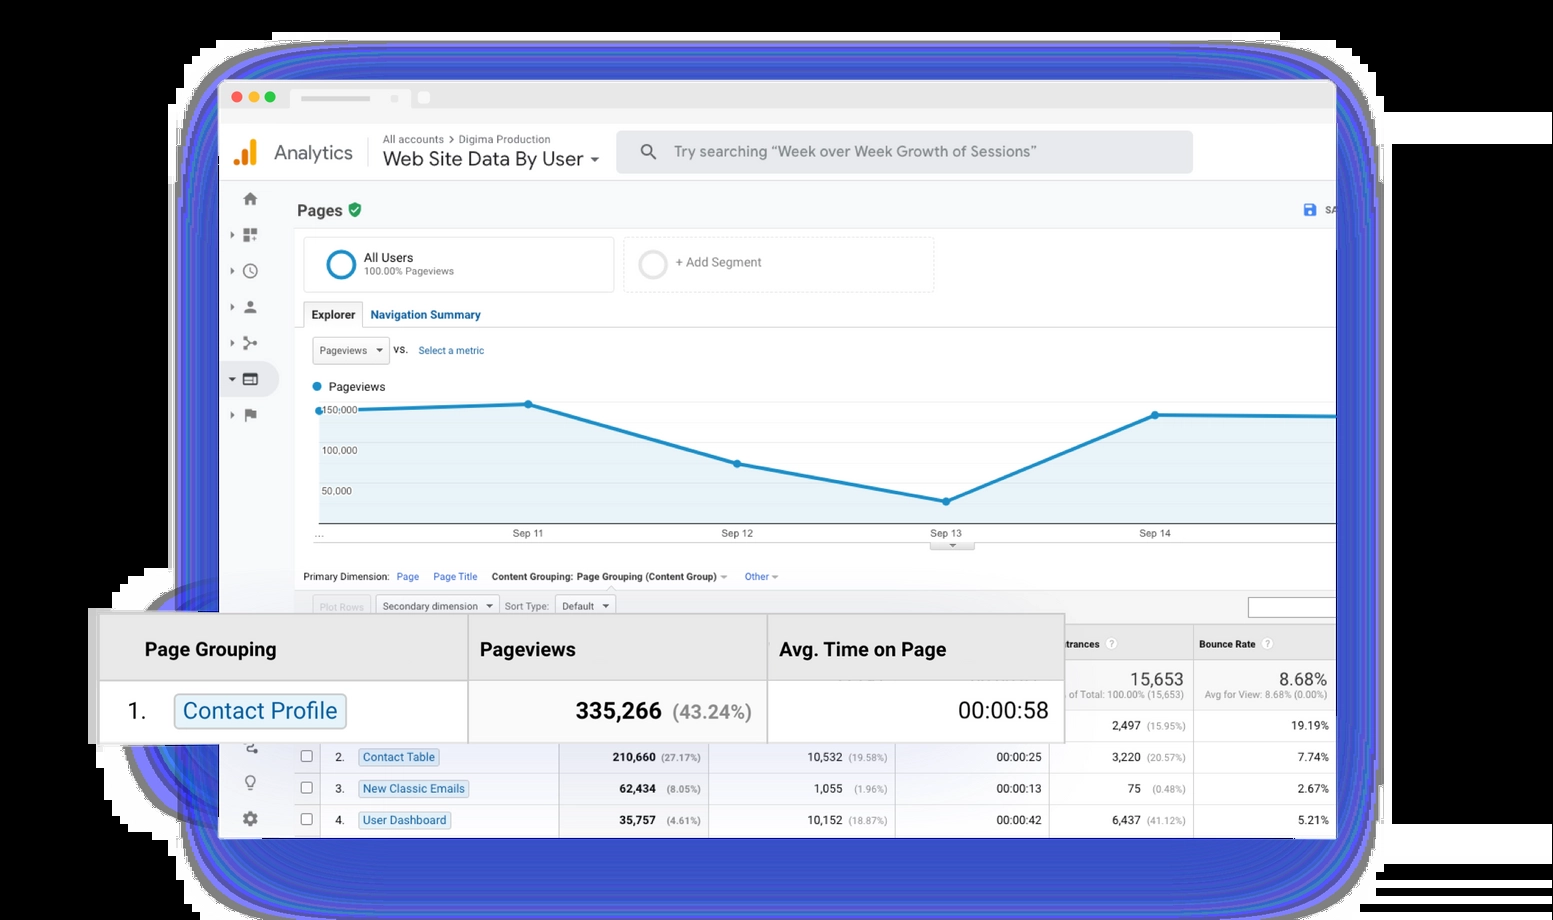 All accounts > Digima Production
Analytics
Web Site Data By User
Try searching “Week over Week Growth of Sessions”
Pages
All Users
100.00% Pageviews
+ Add Segment
Explorer Navigation Summary
Pageviews VS. Select a metric
Pageviews
150,000
100,000
50,000
... Sep 11 Sep 12 Sep 13 Sep 14
Primary Dimension: Page Page Title Content Grouping: Page Grouping (Content Group) Other
Plot Rows Secondary dimension Sort Type: Default
Page Grouping Pageviews Avg. Time on Page
Bounce Rate ?
15,653 8.68%
of Total: 100.00% (15,653) Avg for View: 8.68% (0.00%)
1. Contact Profile 335,266 (43.24%) 00:00:58
2,497 (15.95%) 19.19%
2. Contact Table 210,660 (27.17%) 10,532 (19.58%) 00:00:25 3,220 (20.57%) 7.74%
3. New Classic Emails 62,434 (8.05%) 1,055 (1.96%) 00:00:13 75 (0.48%) 2.67%
4. User Dashboard 35,757 (4.61%) 10,152 (18.87%) 00:00:42 6,437 (41.12%) 5.21%